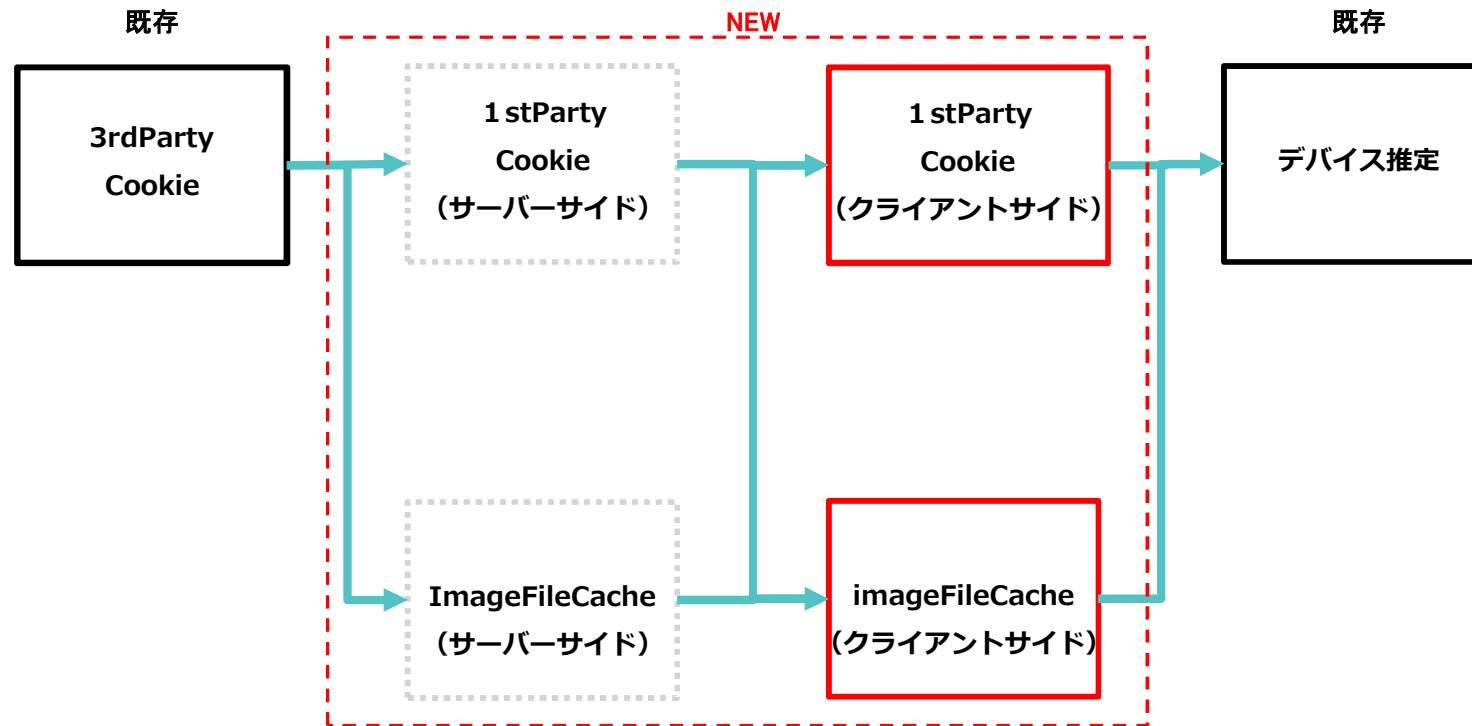 既存
NEW
既存
3rdParty
Cookie
１stParty
Cookie
（サーバーサイド）
１stParty
Cookie
（クライアントサイド）
デバイス推定
ImageFileCache
（サーバーサイド）
imageFileCache
（クライアントサイド）